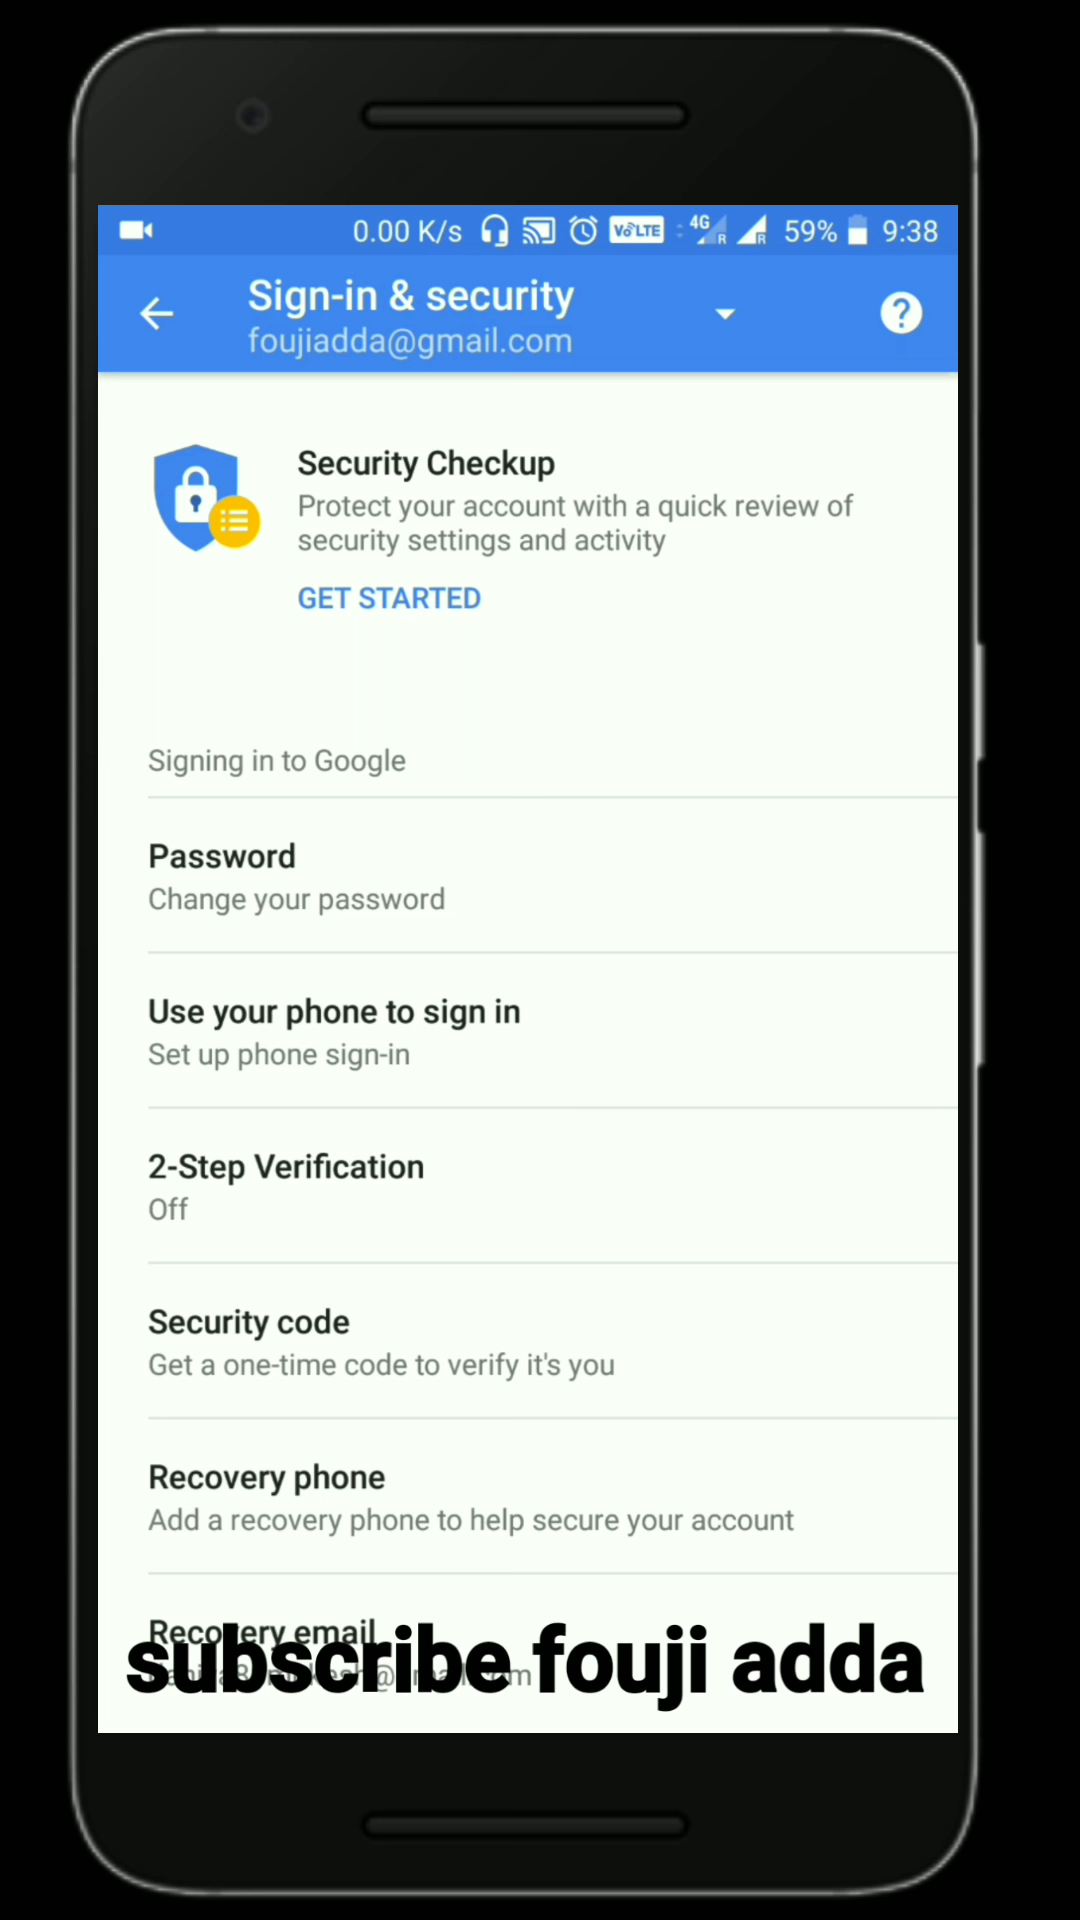 0.00 K/s VoLTE 4G R R 59% 9:38
Sign-in & security
foujiadda@gmail.com
Security Checkup
Protect your account with a quick review of
security settings and activity
GET STARTED
Signing in to Google
Password
Change your password
Use your phone to sign in
Set up phone sign-in
2-Step Verification
Off
Security code
Get a one-time code to verify it's you
Recovery phone
Add a recovery phone to help secure your account
Recovery email
subscribe fouji adda